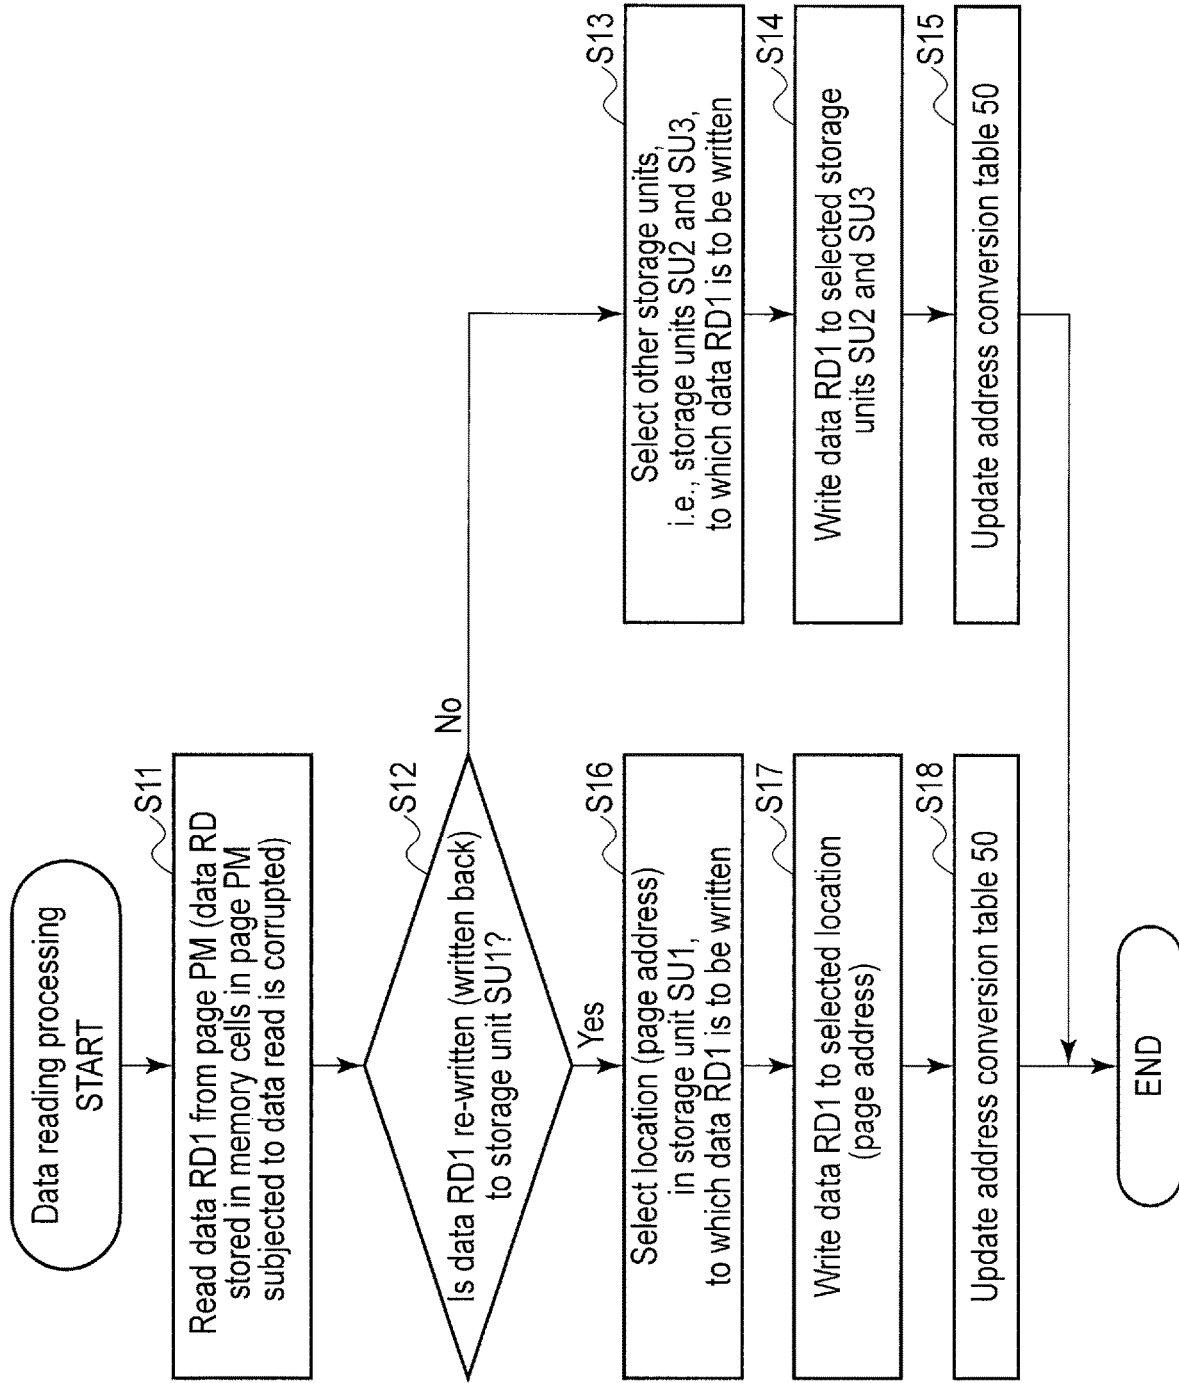 Data reading processing
START
S11
Read data RD1 from page PM (data RD
stored in memory cells in page PM
subjected to data read is corrupted)
S12
Is data RD1 re-written (written back)
to storage unit SU1?
No
Yes
S13
Select other storage units,
i.e., storage units SU2 and SU3,
to which data RD1 is to be written
S14
Write data RD1 to selected storage
units SU2 and SU3
S15
Update address conversion table 50
S16
Select location (page address)
in storage unit SU1,
to which data RD1 is to be written
S17
Write data RD1 to selected location
(page address)
S18
Update address conversion table 50
END